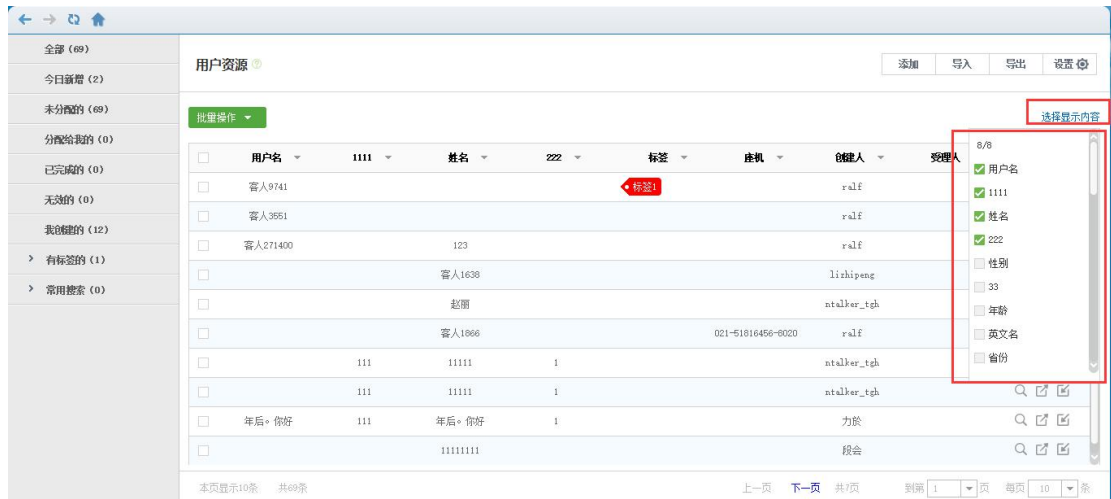 全部 (69)
今日新增 (2)
未分配的 (69)
分配给我的 (0)
已完成的 (0)
无效的 (0)
我创建的 (12)
有标签的 (1)
常用搜索 (0)
用户资源
添加 导入 导出 设置
批量操作
选择显示内容
用户名 1111 姓名 222 标签 座机 创建人 受理人
客人9741 标签1 ralf
客人3551 ralf
客人271400 123 ralf
客人1638 lizhipeng
赵丽 ntalker_tgh
客人1866 021-51816456-8020 ralf
111 11111 1 ntalker_tgh
111 11111 1 ntalker_tgh
年后。你好 111 年后。你好 1 力於
11111111 段会
8/8
用户名
1111
姓名
222
性别
33
年龄
英文名
省份
本页显示10条 共69条 上一页 下一页 共7页 到第 1 页 每页 10 条